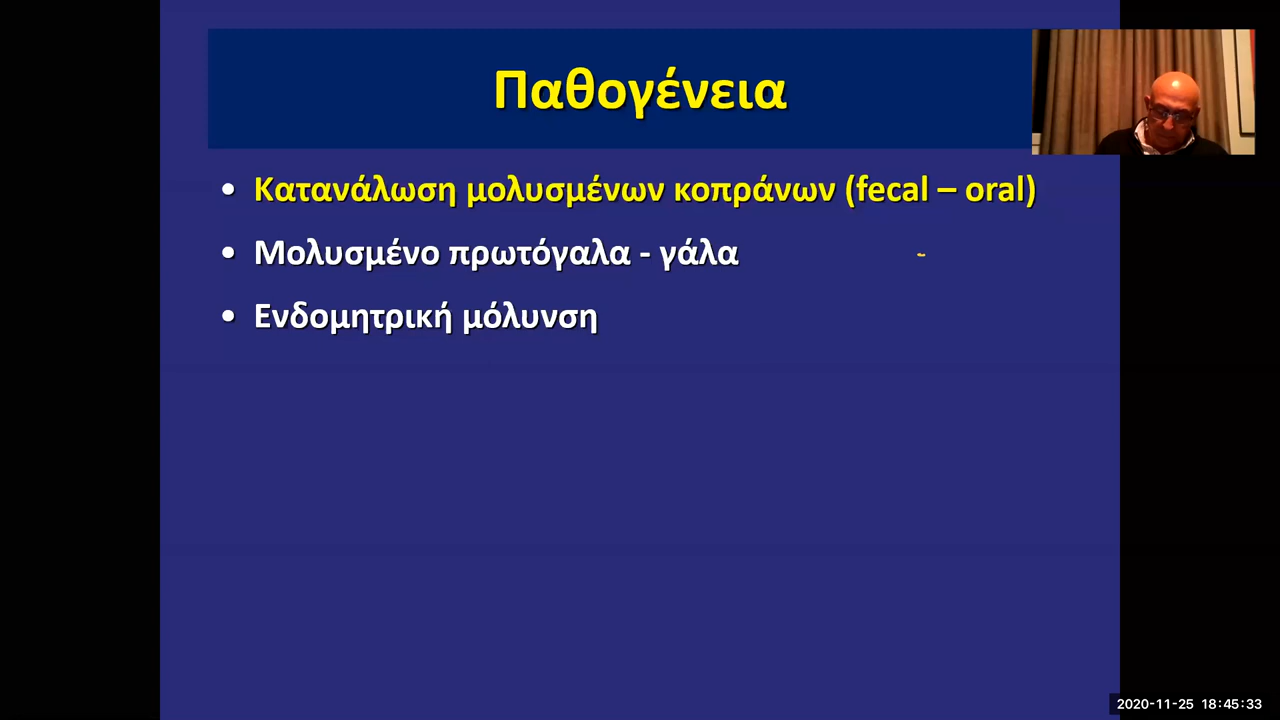 Παθογένεια
• Κατανάλωση μολυσμένων κοπράνων (fecal – oral)
• Μολυσμένο πρωτόγαλα - γάλα
• Ενδομητρική μόλυνση
2020-11-25 18:45:33